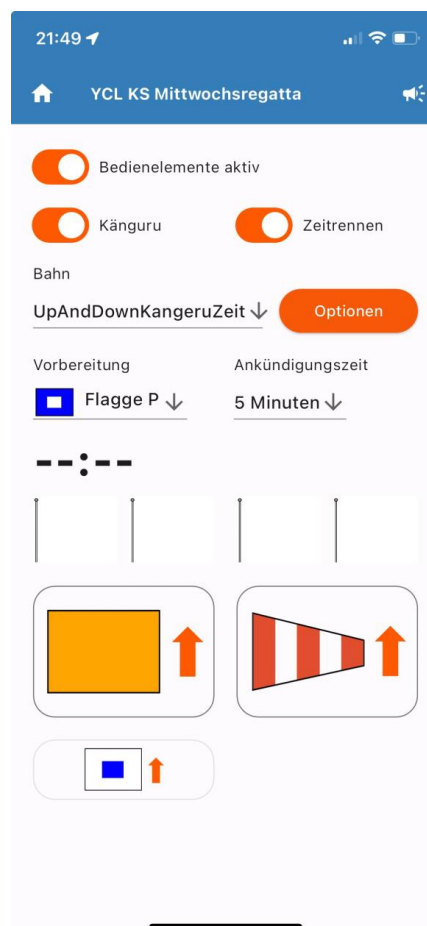 21:49
YCL KS Mittwochsregatta
Bedienelemente aktiv
Känguru
Zeitrennen
Bahn
UpAndDownKangeruZeit
Optionen
Vorbereitung
Ankündigungszeit
Flagge P
5 Minuten
--:--